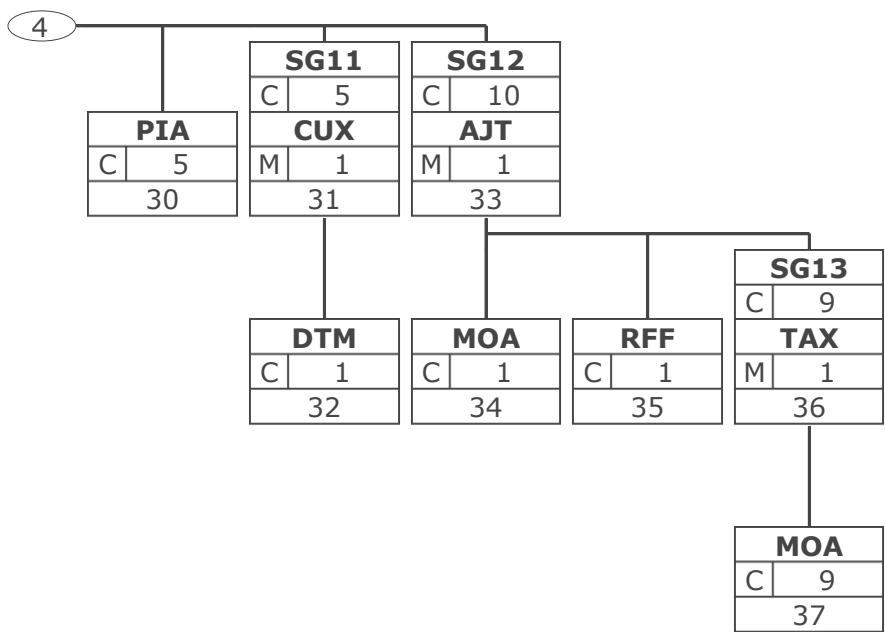 4
SG11 SG12
C 5 C 10
PIA CUX AJT
C 5 M 1 M 1
30 31 33
SG13
C 9
DTM MOA RFF TAX
C 1 C 1 C 1 M 1
32 34 35 36
MOA
C 9
37